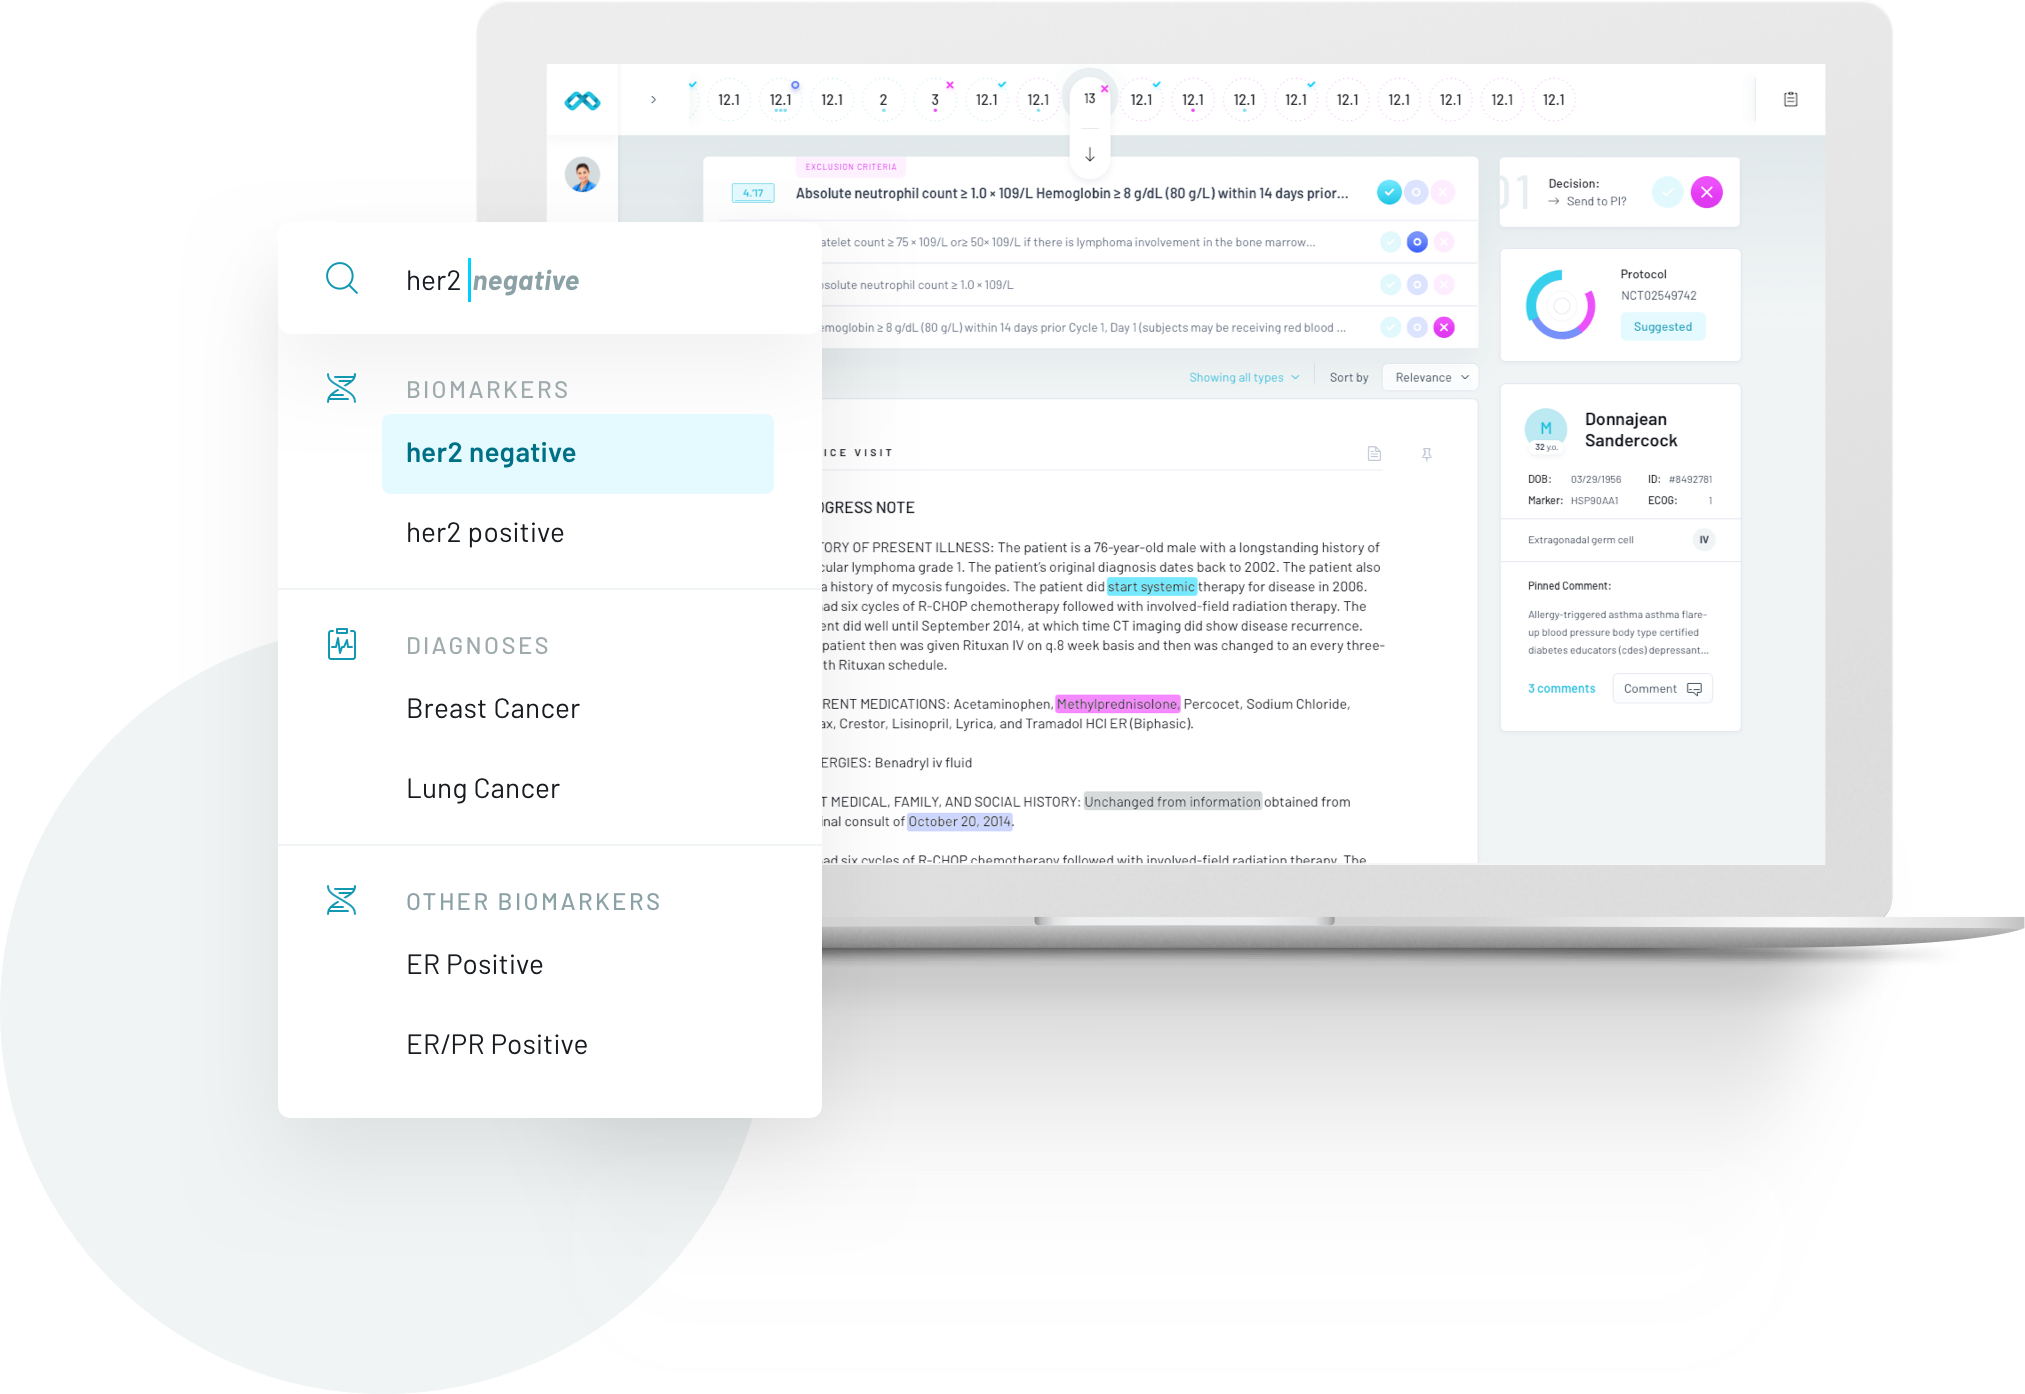 her2 negative
BIOMARKERS
her2 negative
her2 positive
DIAGNOSES
Breast Cancer
Lung Cancer
OTHER BIOMARKERS
ER Positive
ER/PR Positive
12.1 12.1 12.1 2 3 12.1 12.1 13 12.1 12.1 12.1 12.1 12.1 12.1 12.1 12.1 12.1
EXCLUSION CRITERIA
4.17 Absolute neutrophil count ≥ 1.0 × 109/L Hemoglobin ≥ 8 g/dL (80 g/L) within 14 days prior...
atelet count ≥ 75 × 109/L or≥ 50× 109/L if there is lymphoma involvement in the bone marrow...
solute neutrophil count ≥ 1.0 × 109/L
emoglobin ≥ 8 g/dL (80 g/L) within 14 days prior Cycle 1, Day 1 (subjects may be receiving red blood ...
Showing all types Sort by Relevance
ICE VISIT
OGRESS NOTE
TORY OF PRESENT ILLNESS: The patient is a 76-year-old male with a longstanding history of
cular lymphoma grade 1. The patient's original diagnosis dates back to 2002. The patient also
a history of mycosis fungoides. The patient did start systemic therapy for disease in 2006.
ad six cycles of R-CHOP chemotherapy followed with involved-field radiation therapy. The
ent did well until September 2014, at which time CT imaging did show disease recurrence.
patient then was given Rituxan IV on q.8 week basis and then was changed to an every three-
th Rituxan schedule.
RENT MEDICATIONS: Acetaminophen, Methylprednisolone, Percocet, Sodium Chloride,
ax, Crestor, Lisinopril, Lyrica, and Tramadol HCl ER (Biphasic).
ERGIES: Benadryl iv fluid
T MEDICAL, FAMILY, AND SOCIAL HISTORY: Unchanged from information obtained from
inal consult of October 20, 2014.
ad six cycles of R-CHOP chemotherapy followed with involved-field radiation therapy. The
01
Decision:
→ Send to PI?
Protocol
NCT02549742
Suggested
M
32 y.o.
Donnajean
Sandercock
DOB: 03/29/1956 ID: #8492781
Marker: HSP90AA1 ECOG: 1
Extragonadal germ cell IV
Pinned Comment:
Allergy-triggered asthma asthma flare-
up blood pressure body type certified
diabetes educators (cdes) depressant...
3 comments Comment